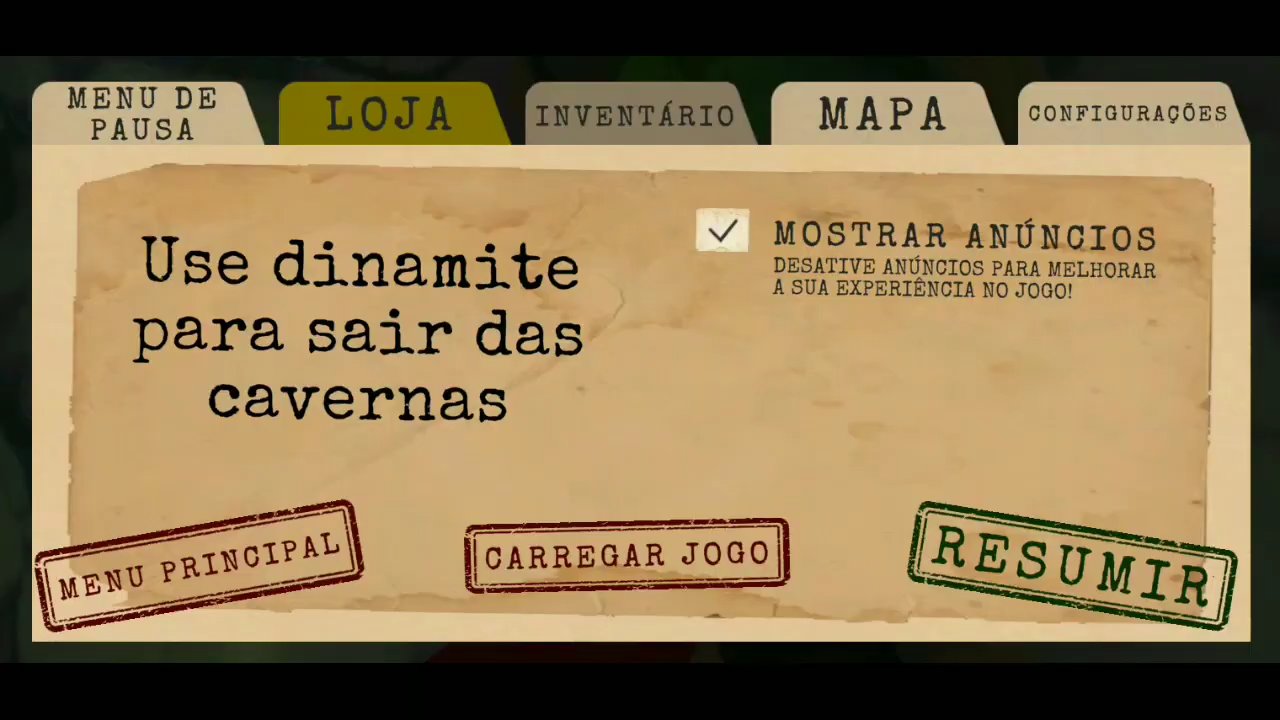 MENU DE
PAUSA
LOJA
INVENTÁRIO
MAPA
CONFIGURAÇÕES
Use dinamite
para sair das
cavernas
MOSTRAR ANÚNCIOS
DESATIVE ANÚNCIOS PARA MELHORAR
A SUA EXPERIÊNCIA NO JOGO!
MENU PRINCIPAL
CARREGAR JOGO
RESUMIR